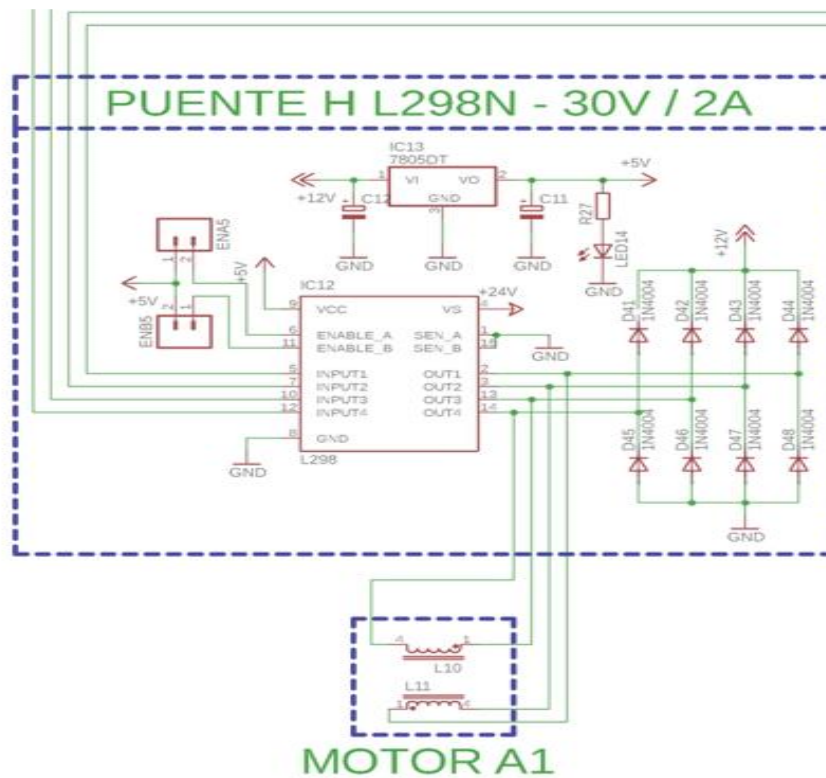 PUENTE H L298N - 30V / 2A
IC13
7805DT
1 VI VO 2
GND
3
+12V
C12
C11
+5V
R27
LED14
GND GND GND GND
ENA5
1 2
+5V
+5V
2 1
ENB5
+12V
D41 1N4004
D42 1N4004
D43 1N4004
D44 1N4004
IC12
+24V
VCC VS 4
6 ENABLE_A SEN_A 1
11 ENABLE_B SEN_B
GND
5 INPUT1 OUT1 2
7 INPUT2 OUT2 3
10 INPUT3 OUT3 13
12 INPUT4 OUT4 14
8 GND
GND
L298
D45 1N4004
D46 1N4004
D47 1N4004
D48 1N4004
GND
4 1
L10
L11
1 4
MOTOR A1